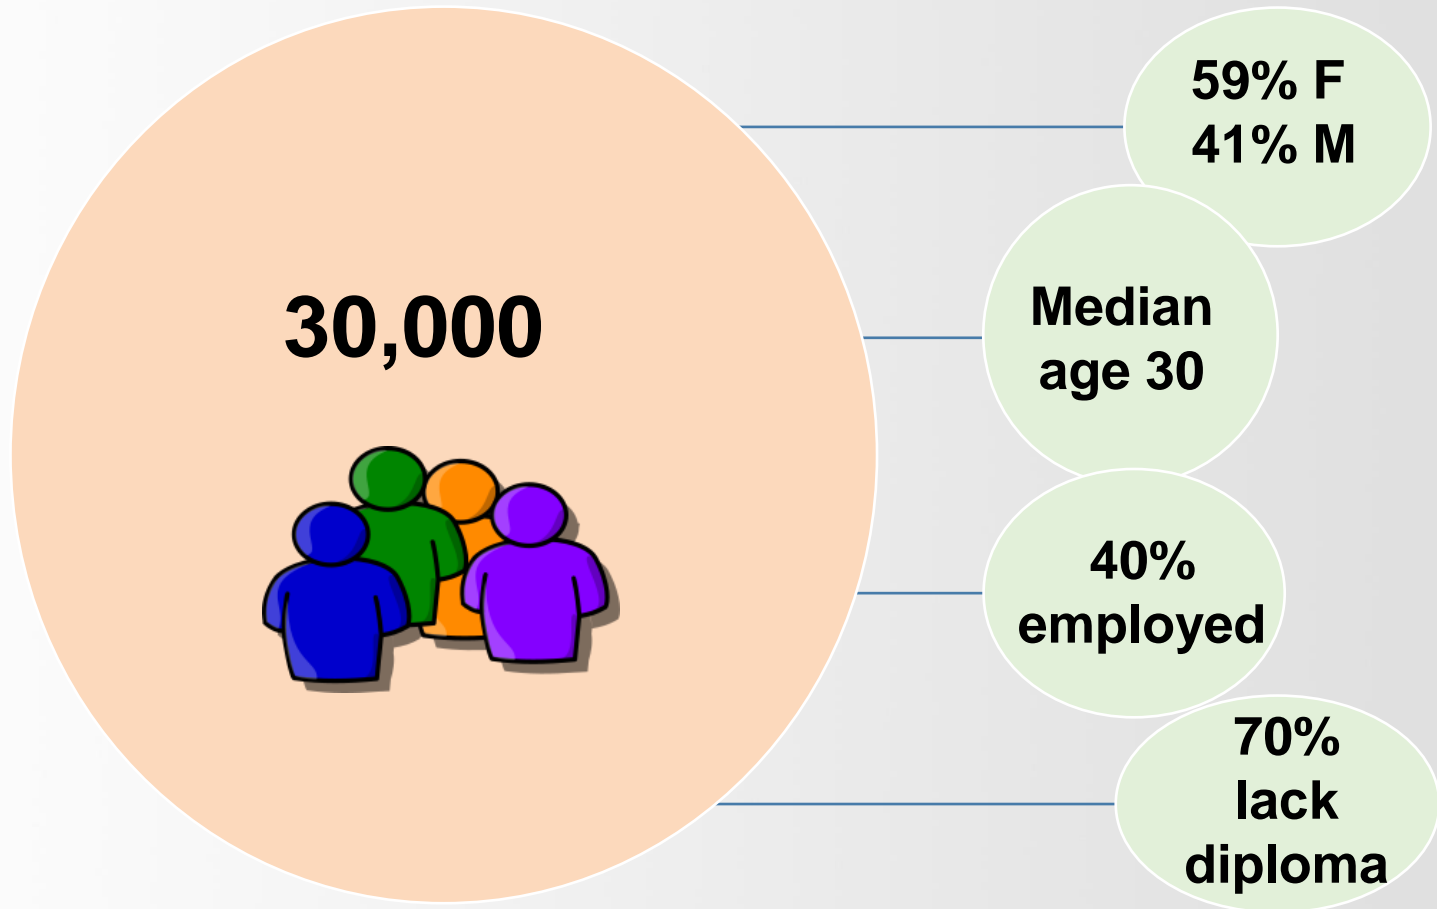 30,000
59% F
41% M
Median
age 30
40%
employed
70%
lack
diploma